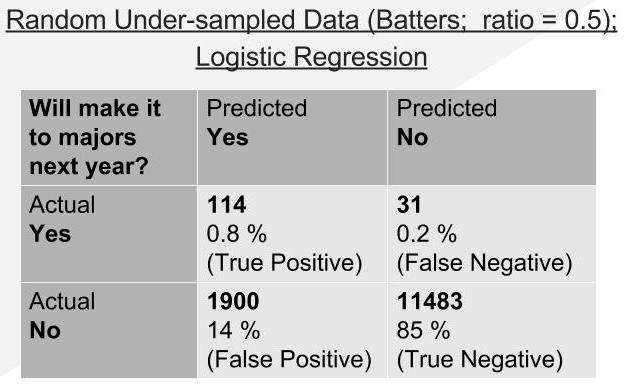 Random Under-sampled Data (Batters; ratio = 0.5);
Logistic Regression
Will make it to majors next year?
Predicted Yes
Predicted No
Actual Yes
114
0.8 %
(True Positive)
31
0.2 %
(False Negative)
Actual No
1900
14 %
(False Positive)
11483
85 %
(True Negative)